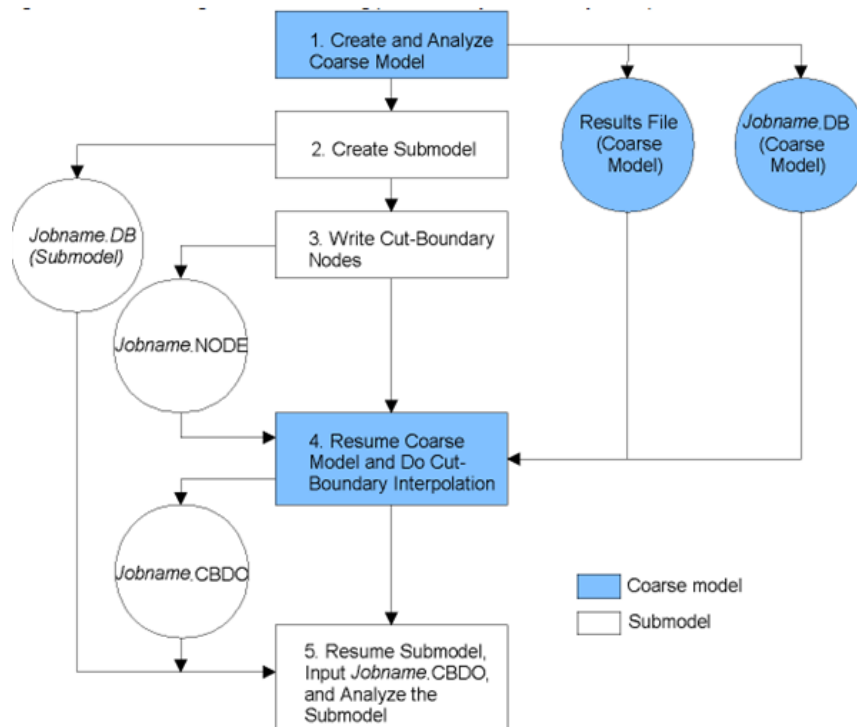 1. Create and Analyze
Coarse Model
Results File
(Coarse
Model)
Jobname.DB
(Coarse
Model)
2. Create Submodel
Jobname.DB
(Submodel)
3. Write Cut-Boundary
Nodes
Jobname.NODE
4. Resume Coarse
Model and Do Cut-
Boundary Interpolation
Jobname.CBDO
Coarse model
Submodel
5. Resume Submodel,
Input Jobname.CBDO,
and Analyze the
Submodel